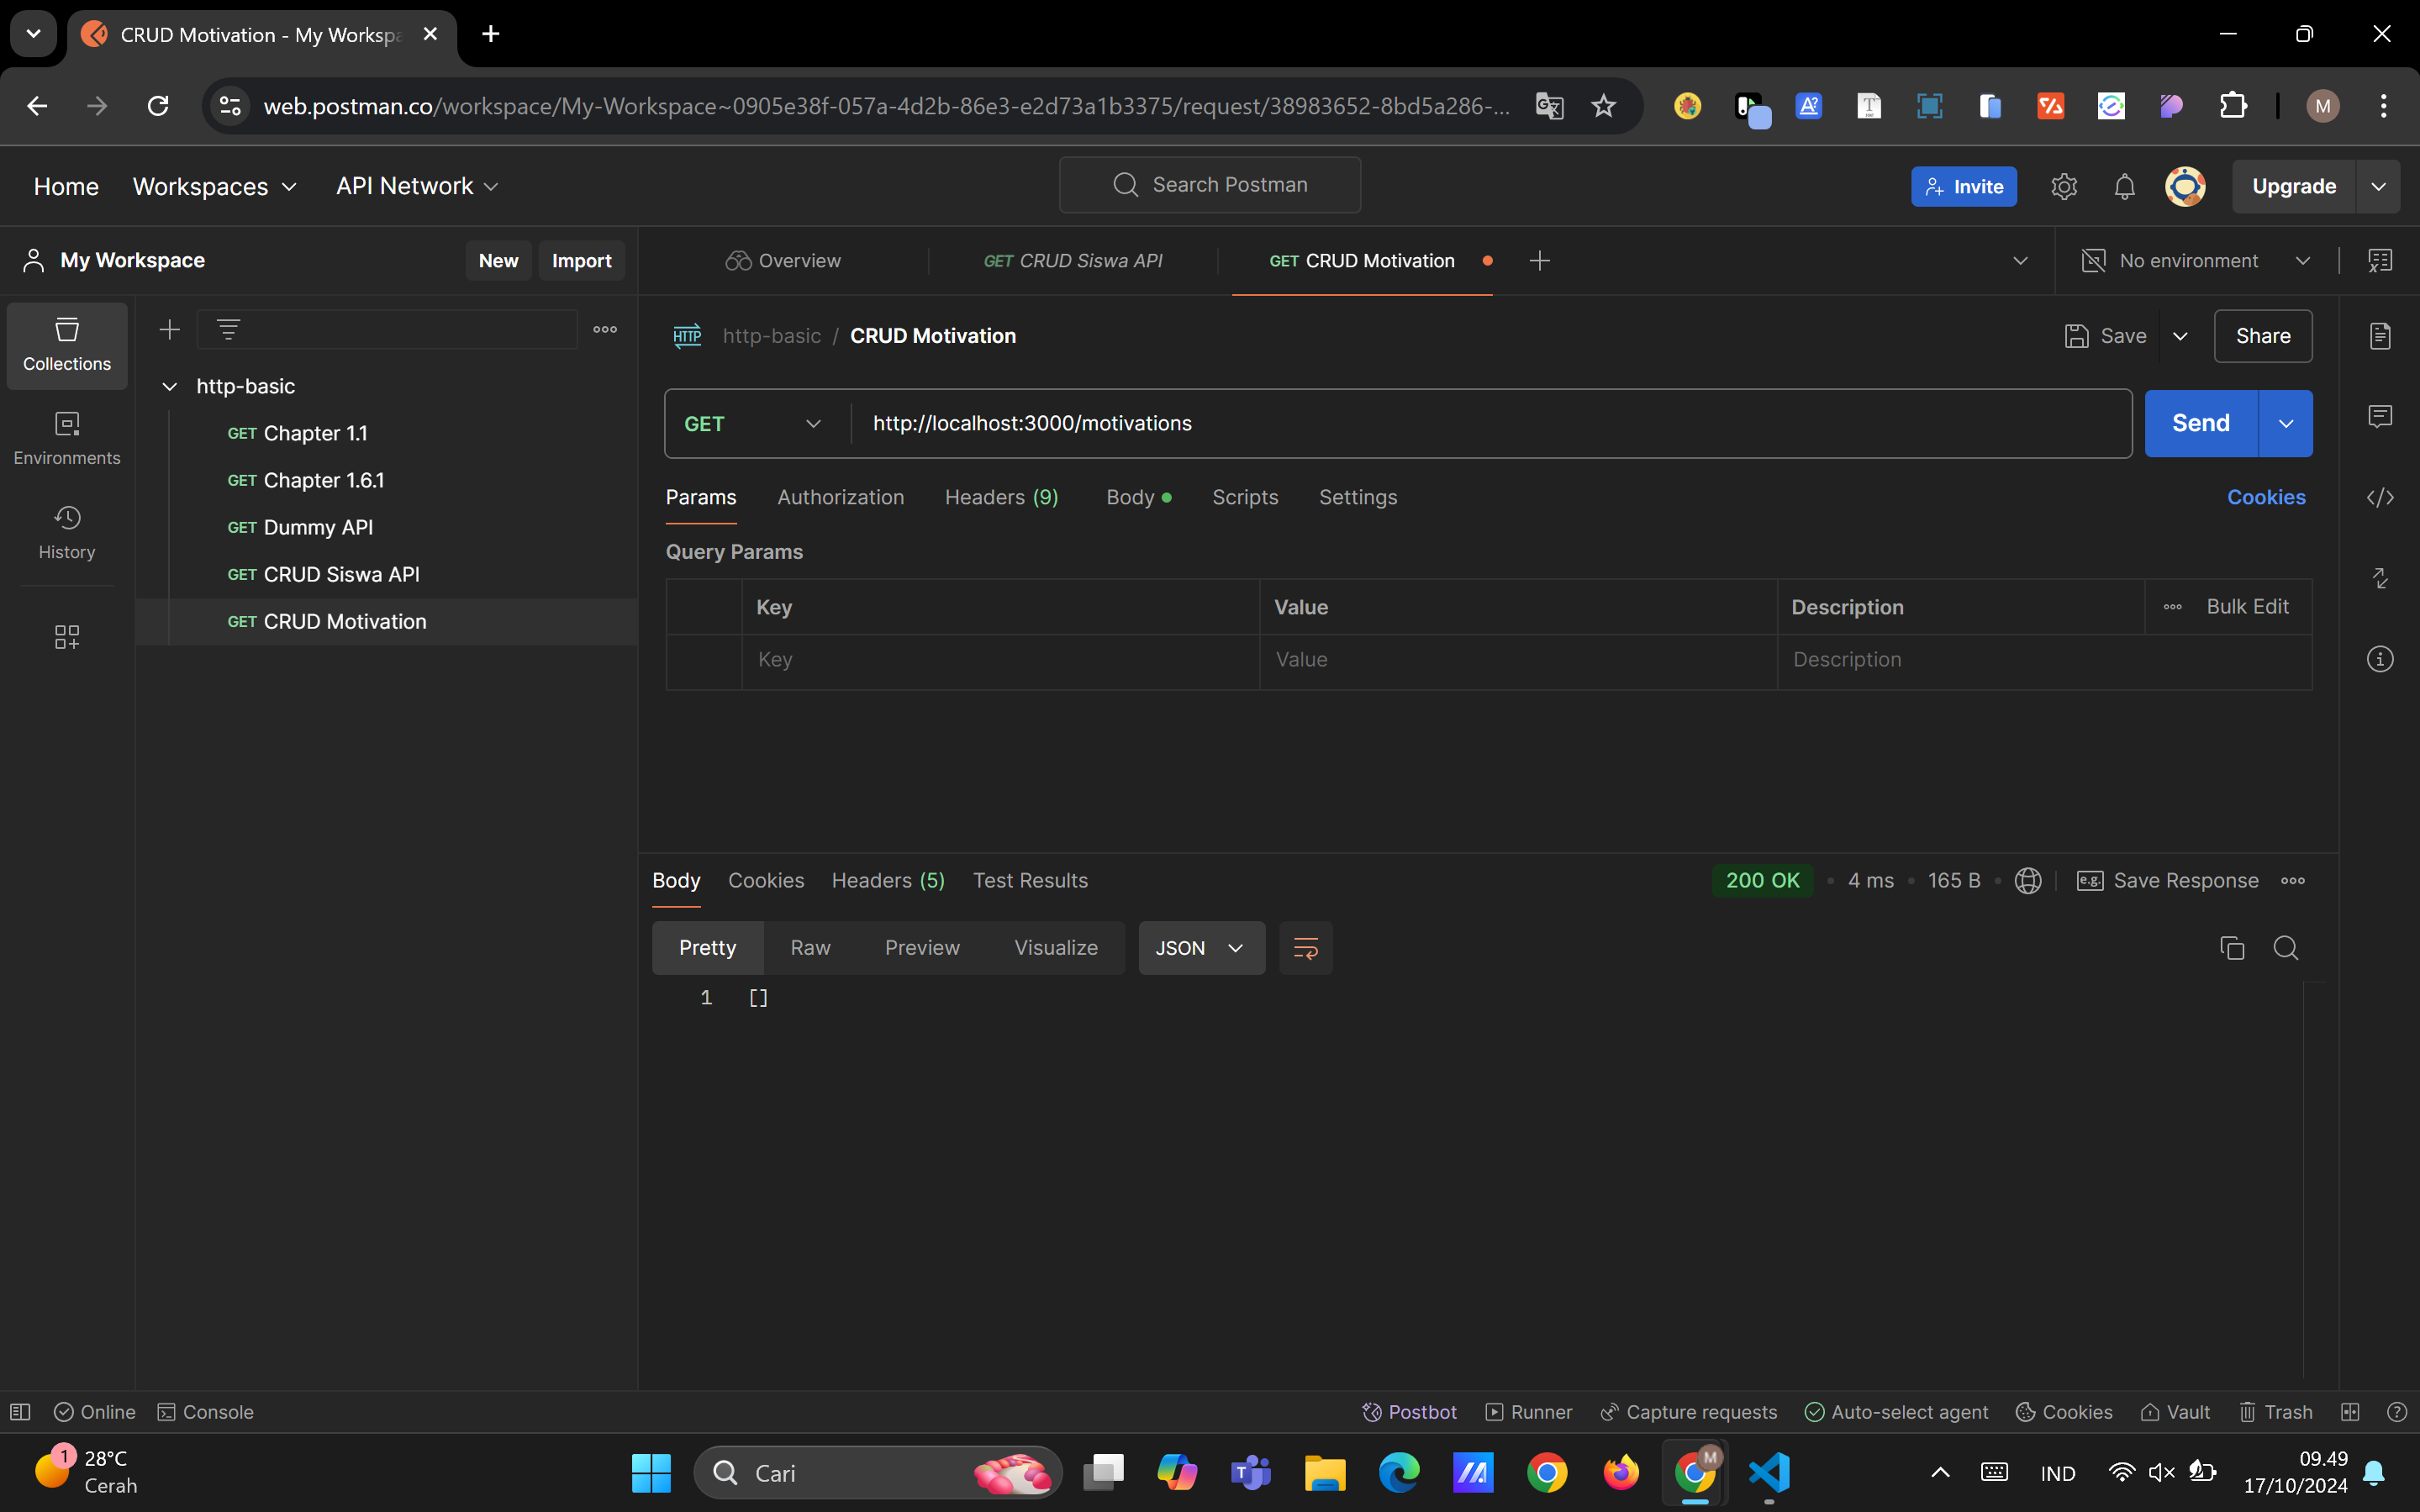 CRUD Motivation - My Workspa
web.postman.co/workspace/My-Workspace~0905e38f-057a-4d2b-86e3-e2d73a1b3375/request/38983652-8bd5a286-...
M
Home Workspaces API Network Search Postman Invite Upgrade
My Workspace New Import Overview GET CRUD Siswa API GET CRUD Motivation No environment
Collections
Environments
History
http-basic
GET Chapter 1.1
GET Chapter 1.6.1
GET Dummy API
GET CRUD Siswa API
GET CRUD Motivation
HTTP http-basic / CRUD Motivation Save Share
GET http://localhost:3000/motivations Send
Params Authorization Headers (9) Body Scripts Settings Cookies
Query Params
Key Value Description Bulk Edit
Key Value Description
Body Cookies Headers (5) Test Results 200 OK 4 ms 165 B e.g. Save Response
Pretty Raw Preview Visualize JSON
1 []
Online Console Postbot Runner Capture requests Auto-select agent Cookies Vault Trash
1 28°C
Cerah
Cari
M
IND
09.49
17/10/2024